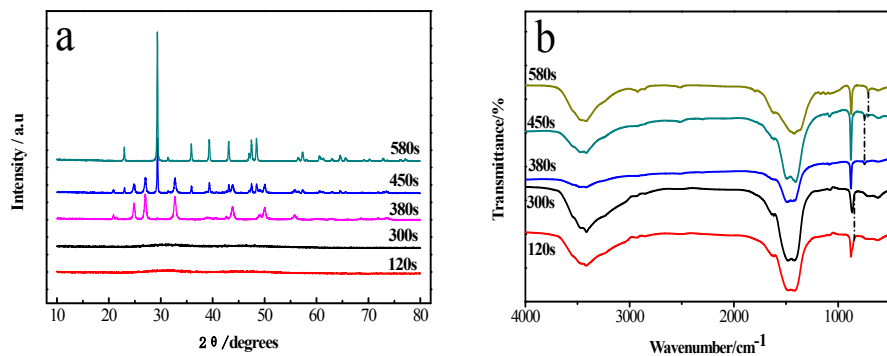 a
Intensity / a.u
580s
450s
380s
300s
120s
10 20 30 40 50 60 70 80
2θ/degrees
b
Transmittance/%
580s
450s
380s
300s
120s
4000 3000 2000 1000
Wavenumber/cm-1